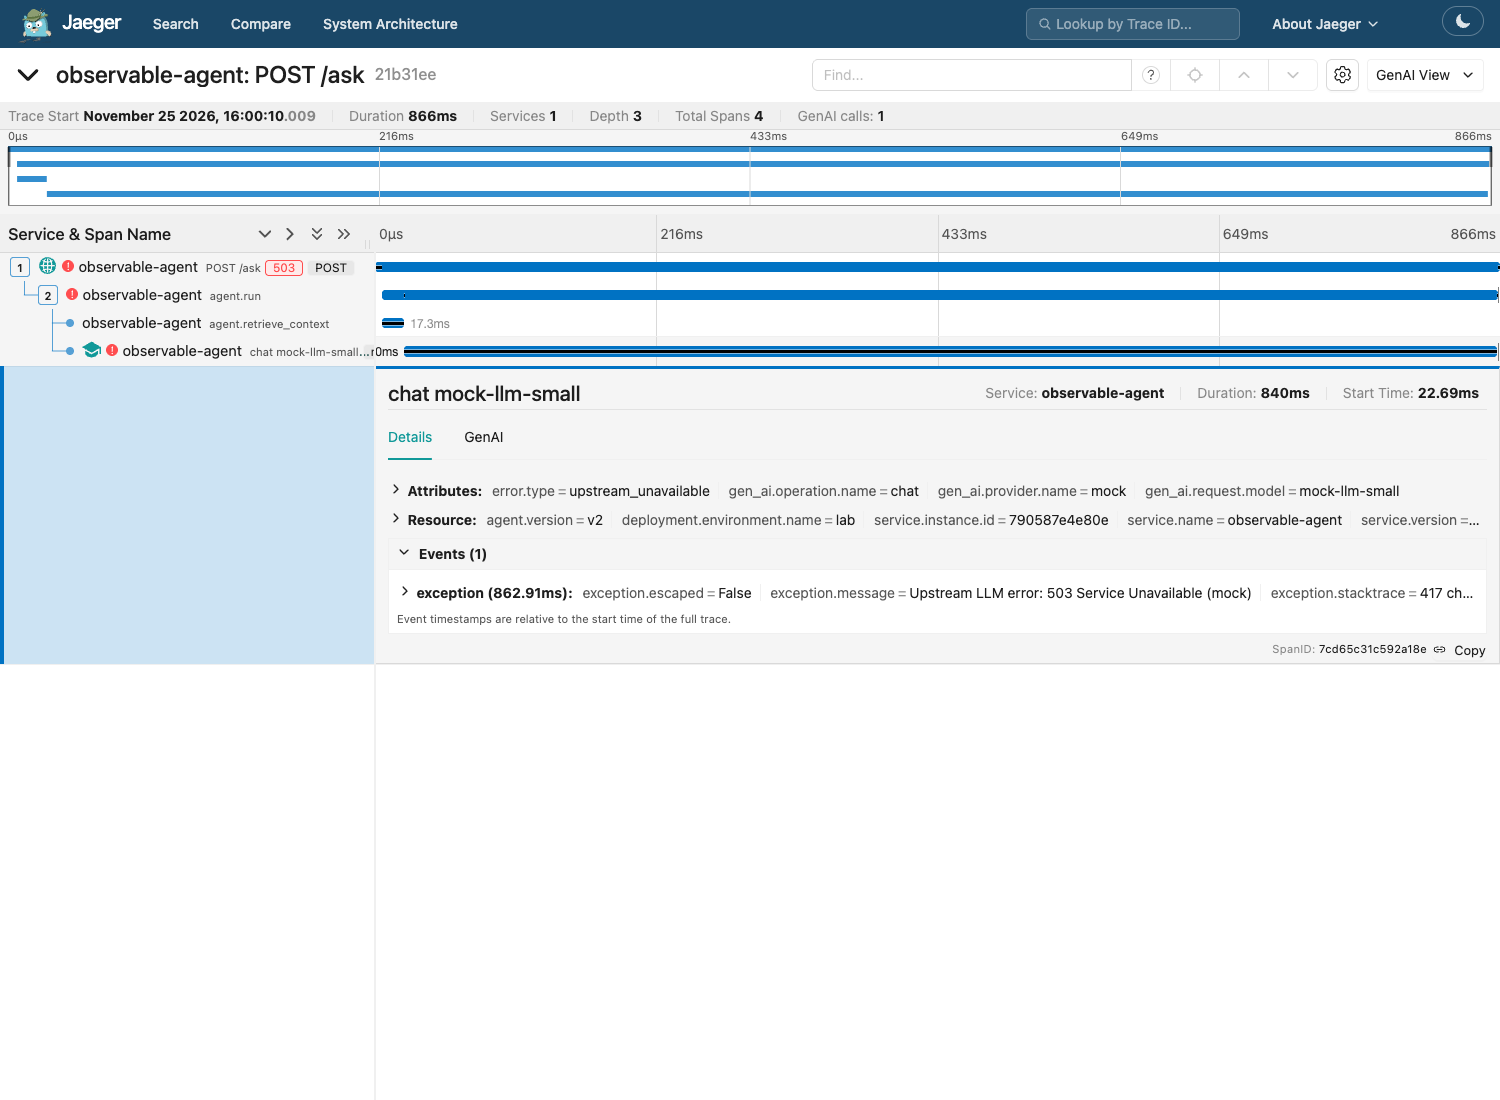 Jaeger Search Compare System Architecture Lookup by Trace ID... About Jaeger
observable-agent: POST /ask 21b31ee Find... ? GenAI View
Trace Start November 25 2026, 16:00:10.009 Duration 866ms Services 1 Depth 3 Total Spans 4 GenAI calls: 1
0μs 216ms 433ms 649ms 866ms
Service & Span Name 0μs 216ms 433ms 649ms 866ms
1 observable-agent POST /ask 503 POST
2 observable-agent agent.run
observable-agent agent.retrieve_context 17.3ms
observable-agent chat mock-llm-small... 0ms
chat mock-llm-small Service: observable-agent Duration: 840ms Start Time: 22.69ms
Details GenAI
Attributes: error.type = upstream_unavailable gen_ai.operation.name = chat gen_ai.provider.name = mock gen_ai.request.model = mock-llm-small
Resource: agent.version = v2 deployment.environment.name = lab service.instance.id = 790587e4e80e service.name = observable-agent service.version =...
Events (1)
exception (862.91ms): exception.escaped = False exception.message = Upstream LLM error: 503 Service Unavailable (mock) exception.stacktrace = 417 ch...
Event timestamps are relative to the start time of the full trace.
SpanID: 7cd65c31c592a18e Copy